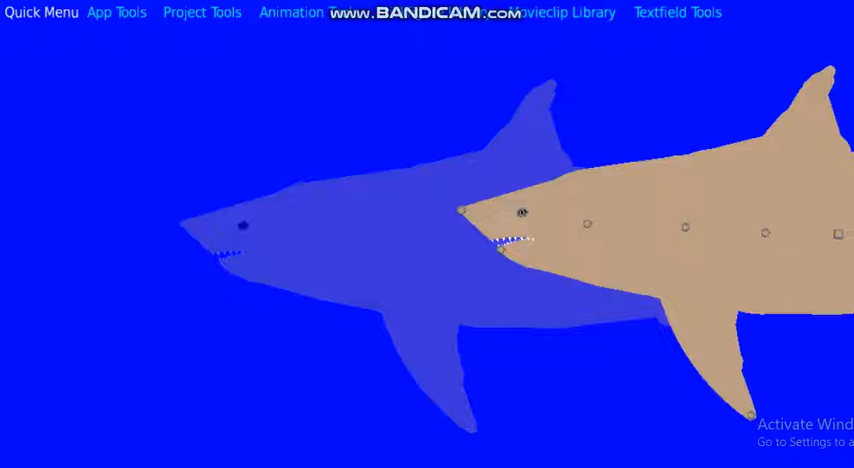 Quick Menu App Tools Project Tools Animation www.BANDICAM.com Movieclip Library Textfield Tools
Activate Wind
Go to Settings to a